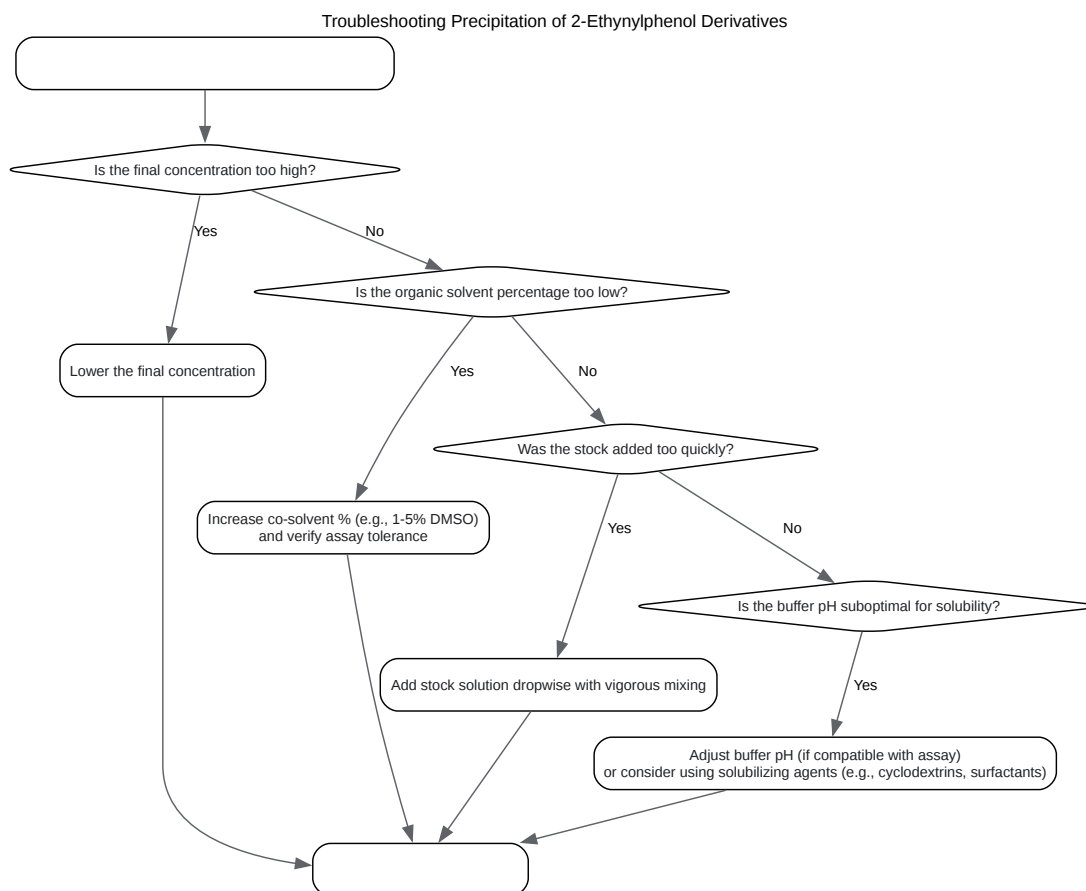 Troubleshooting Precipitation of 2-Ethynylphenol Derivatives
Is the final concentration too high?
Yes
No
Is the organic solvent percentage too low?
Lower the final concentration
Yes
No
Was the stock added too quickly?
Increase co-solvent % (e.g., 1-5% DMSO)
and verify assay tolerance
Yes
No
Is the buffer pH suboptimal for solubility?
Add stock solution dropwise with vigorous mixing
Yes
Adjust buffer pH (if compatible with assay)
or consider using solubilizing agents (e.g., cyclodextrins, surfactants)